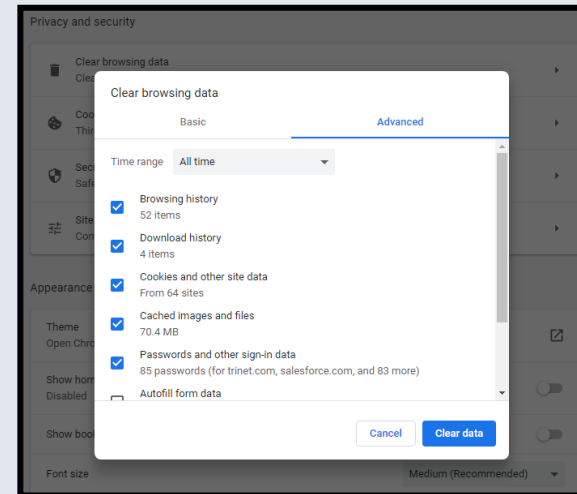 Privacy and security
Clear browsing data
Clea
Clear browsing data
Basic
Advanced
Coo
Thir
Time range
All time
Secu
Safe
Browsing history
52 items
Site
Con
Download history
4 items
Cookies and other site data
From 64 sites
Appearance
Cached images and files
70.4 MB
Theme
Open Chro
Passwords and other sign-in data
85 passwords (for trinet.com, salesforce.com, and 83 more)
Show hom
Disabled
Autofill form data
Show bool
Cancel
Clear data
Font size
Medium (Recommended)